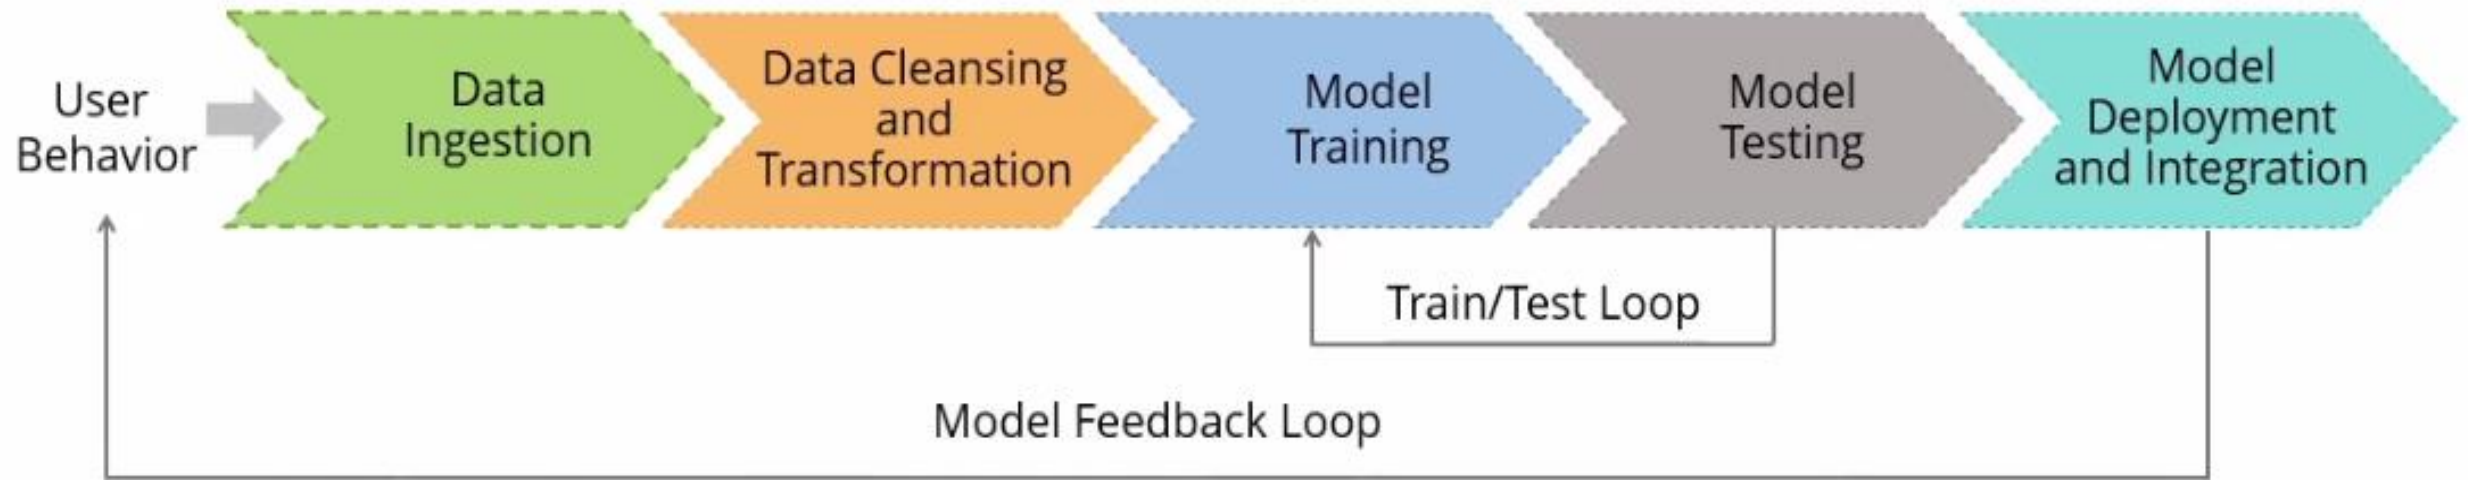 User
Behavior
Data
Ingestion
Data Cleansing
and
Transformation
Model
Training
Model
Testing
Model
Deployment
and Integration
Train/Test Loop
Model Feedback Loop